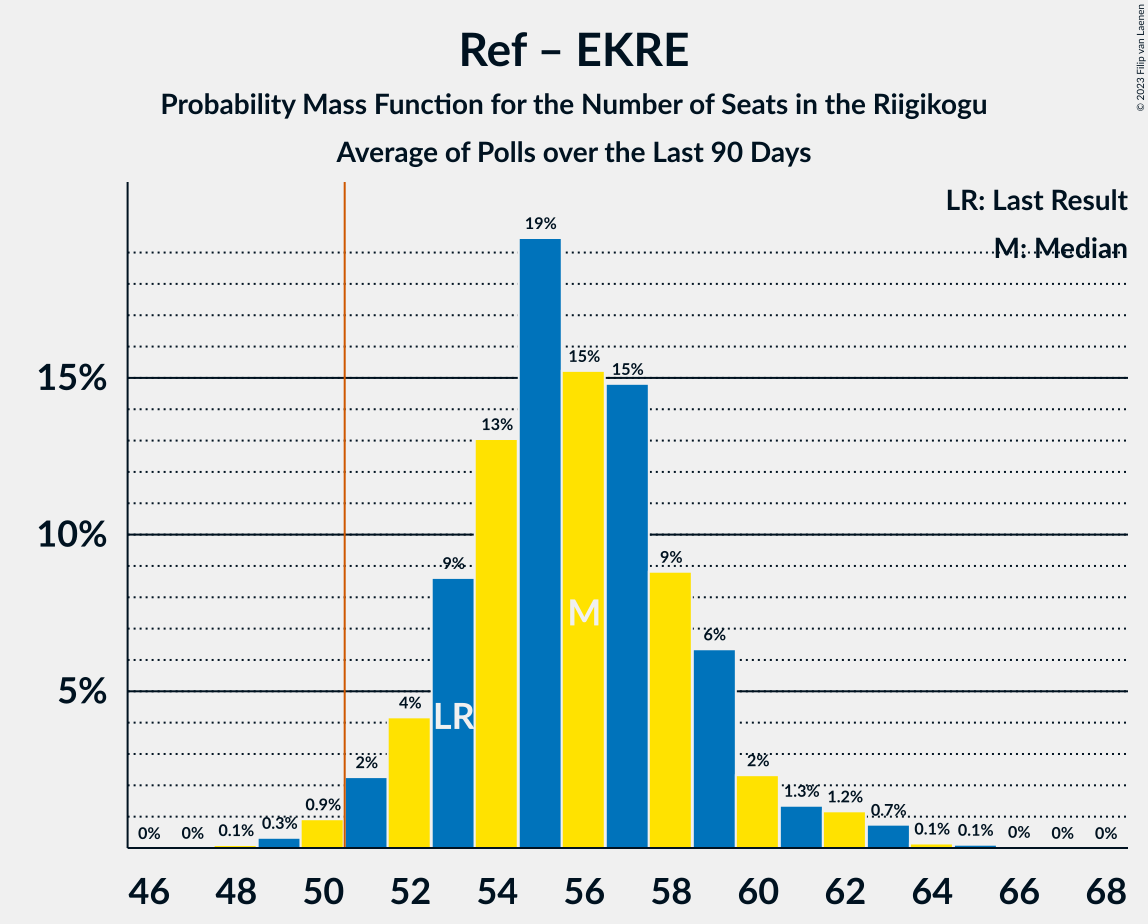 Ref – EKRE
Probability Mass Function for the Number of Seats in the Riigikogu
Average of Polls over the Last 90 Days
© 2023 Filip van Laenen
LR: Last Result
M: Median
15%
10%
5%
0%
0%
0.1%
0.3%
0.9%
2%
4%
9%
13%
19%
15%
15%
9%
6%
2%
1.3%
1.2%
0.7%
0.1%
0.1%
0%
0%
0%
LR
M
46 48 50 52 54 56 58 60 62 64 66 68